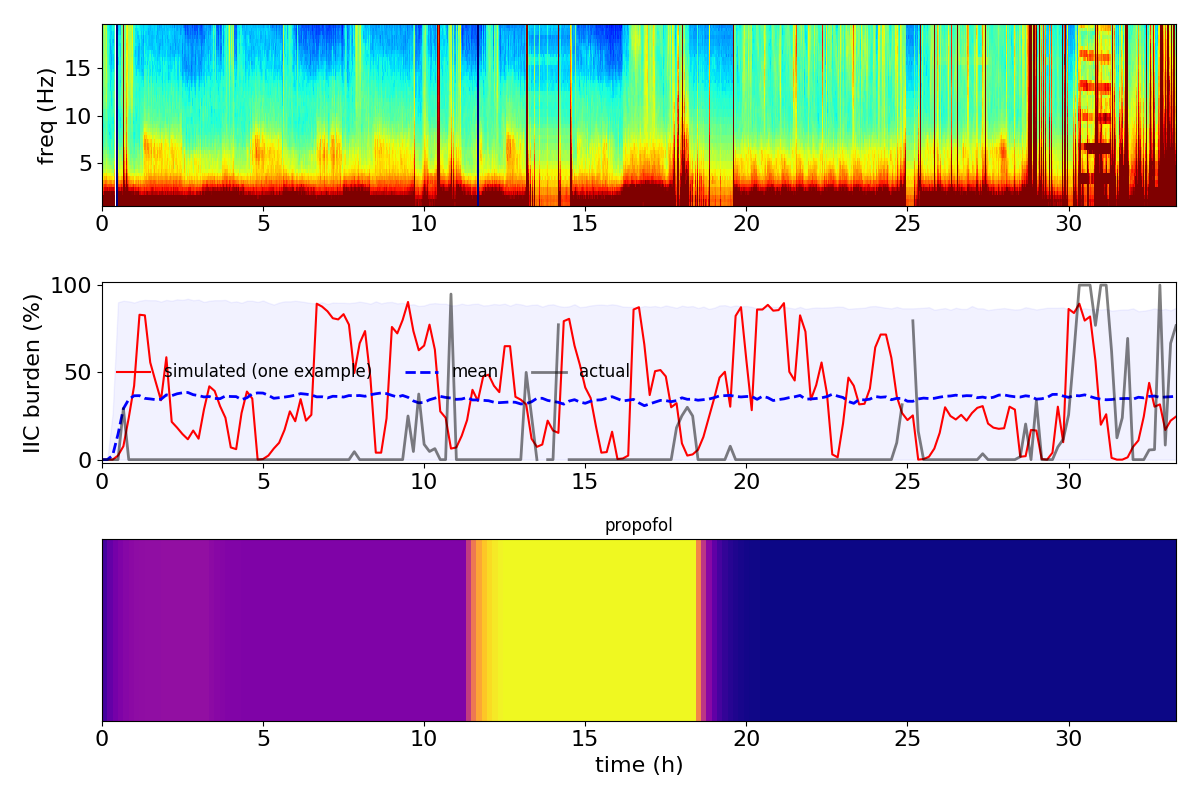 15
10
5
freq (Hz)
0 5 10 15 20 25 30
100
50
0
IIC burden (%)
simulated (one example) mean actual
0 5 10 15 20 25 30
propofol
0 5 10 15 20 25 30
time (h)